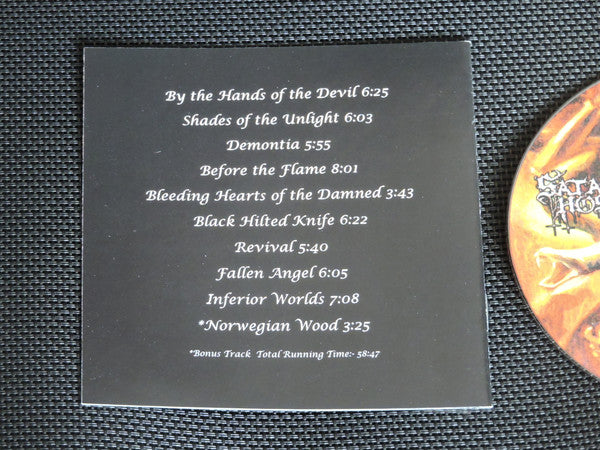 By the Hands of the Devil 6:25
Shades of the Unlight 6:03
Demontia 5:55
Before the Flame 8:01
Bleeding Hearts of the Damned 3:43
Black Hilted Knife 6:22
Revival 5:40
Fallen Angel 6:05
Inferior Worlds 7:08
*Norwegian Wood 3:25
*Bonus Track Total Running Time:- 58:47